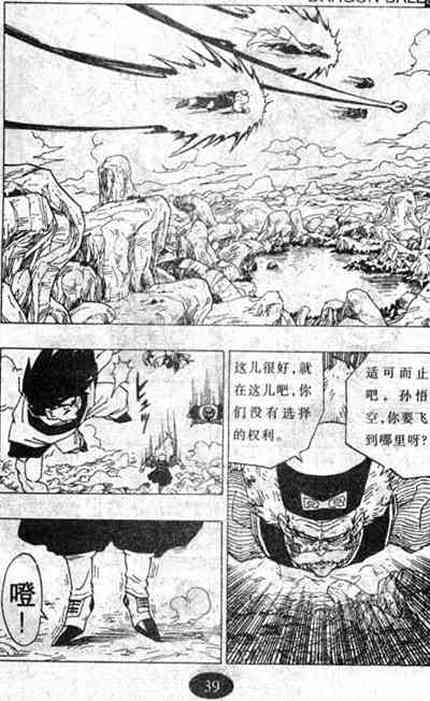 DRAGON BALL
适可而止
吧。孙悟
空,你要飞
到哪里呀?
这儿很好,就
在这儿吧,你
们没有选择
的权利。
噔!
39